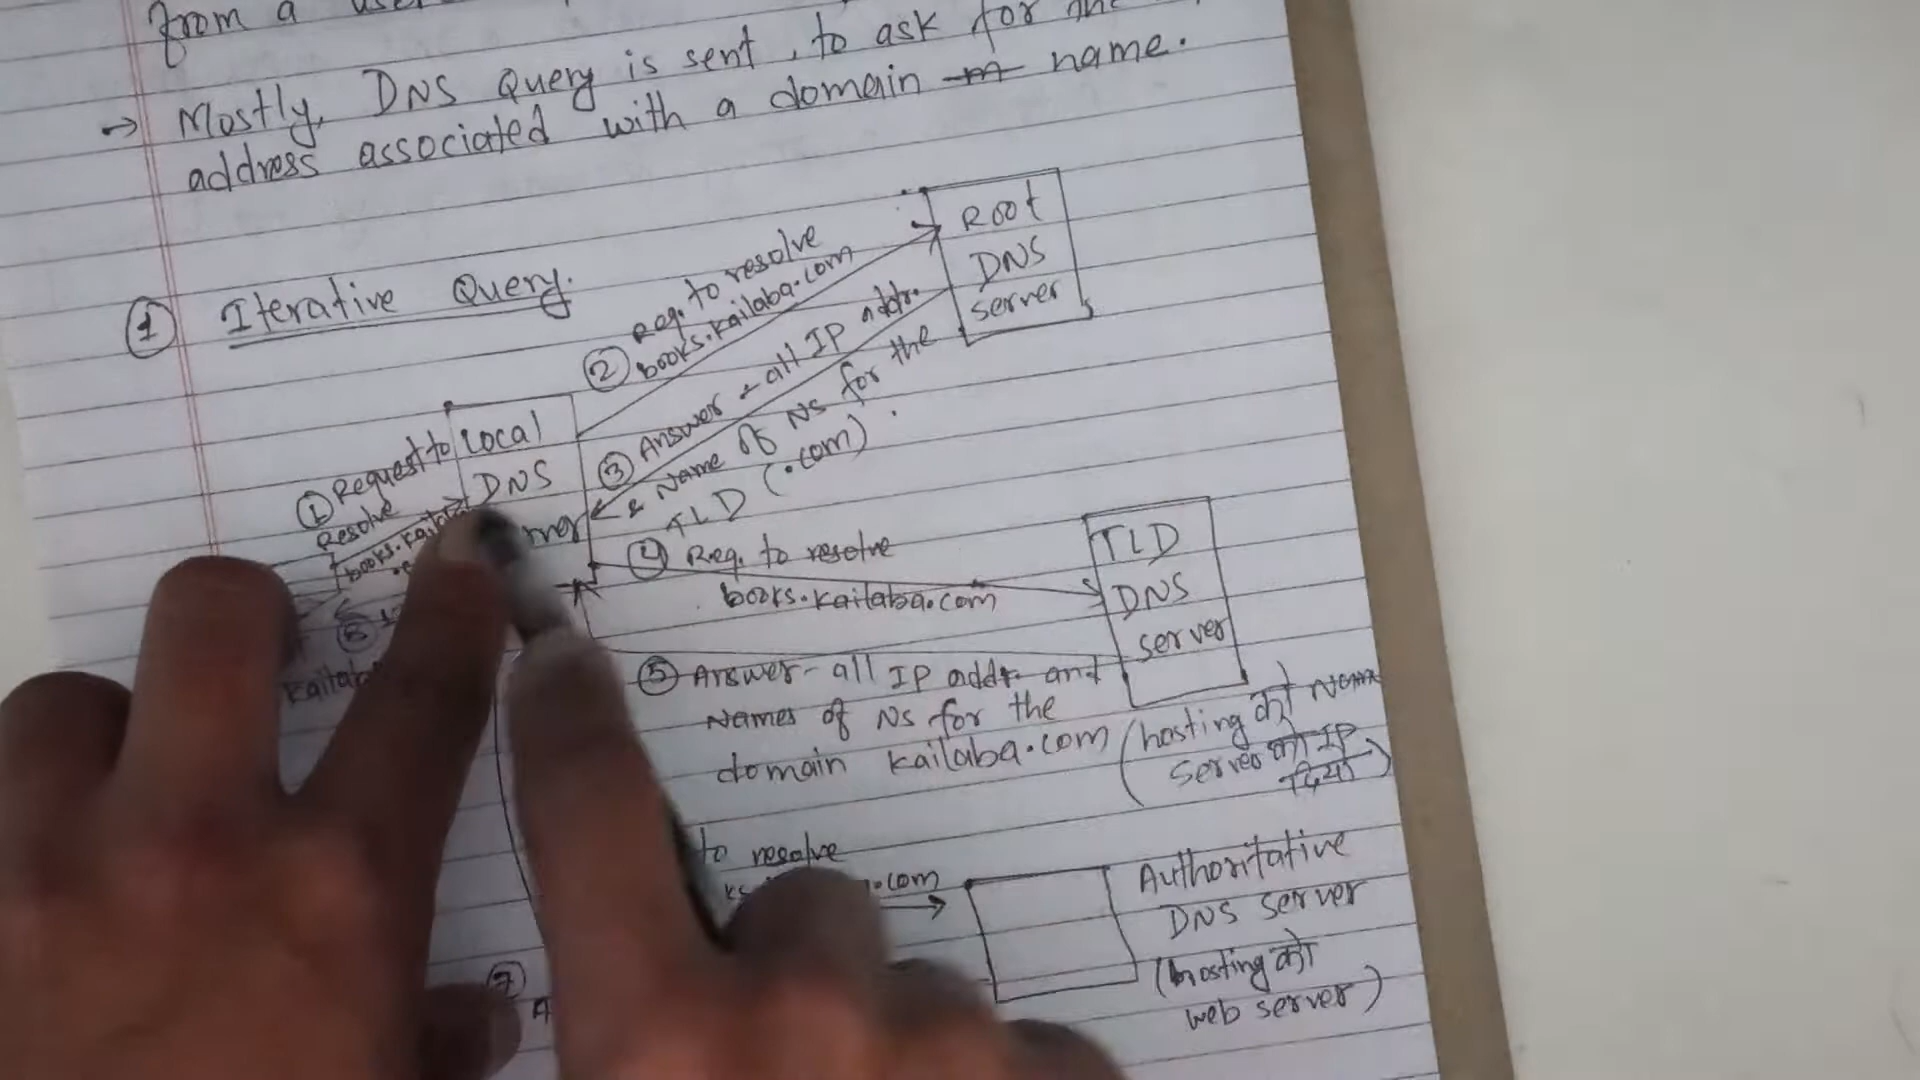 from a user
→ Mostly, DNS Query is sent, to ask for the
address associated with a domain name.
① Iterative Query.
Root
DNS
server
② Req. to resolve
books.kailaba.com
③ Answer - all IP addr.
& Name of NS for the
TLD (.com).
Local
DNS
① Request to
Resolve
④ Req. to resolve
books.kailaba.com
TLD
DNS
server
⑧
⑤ Answer - all IP addr and
Names of NS for the
domain kailaba.com
(hosting को Name
Server को IP
दियो)
to resolve
.com
Authoritative
DNS server
(hosting को
web server)
⑦
A